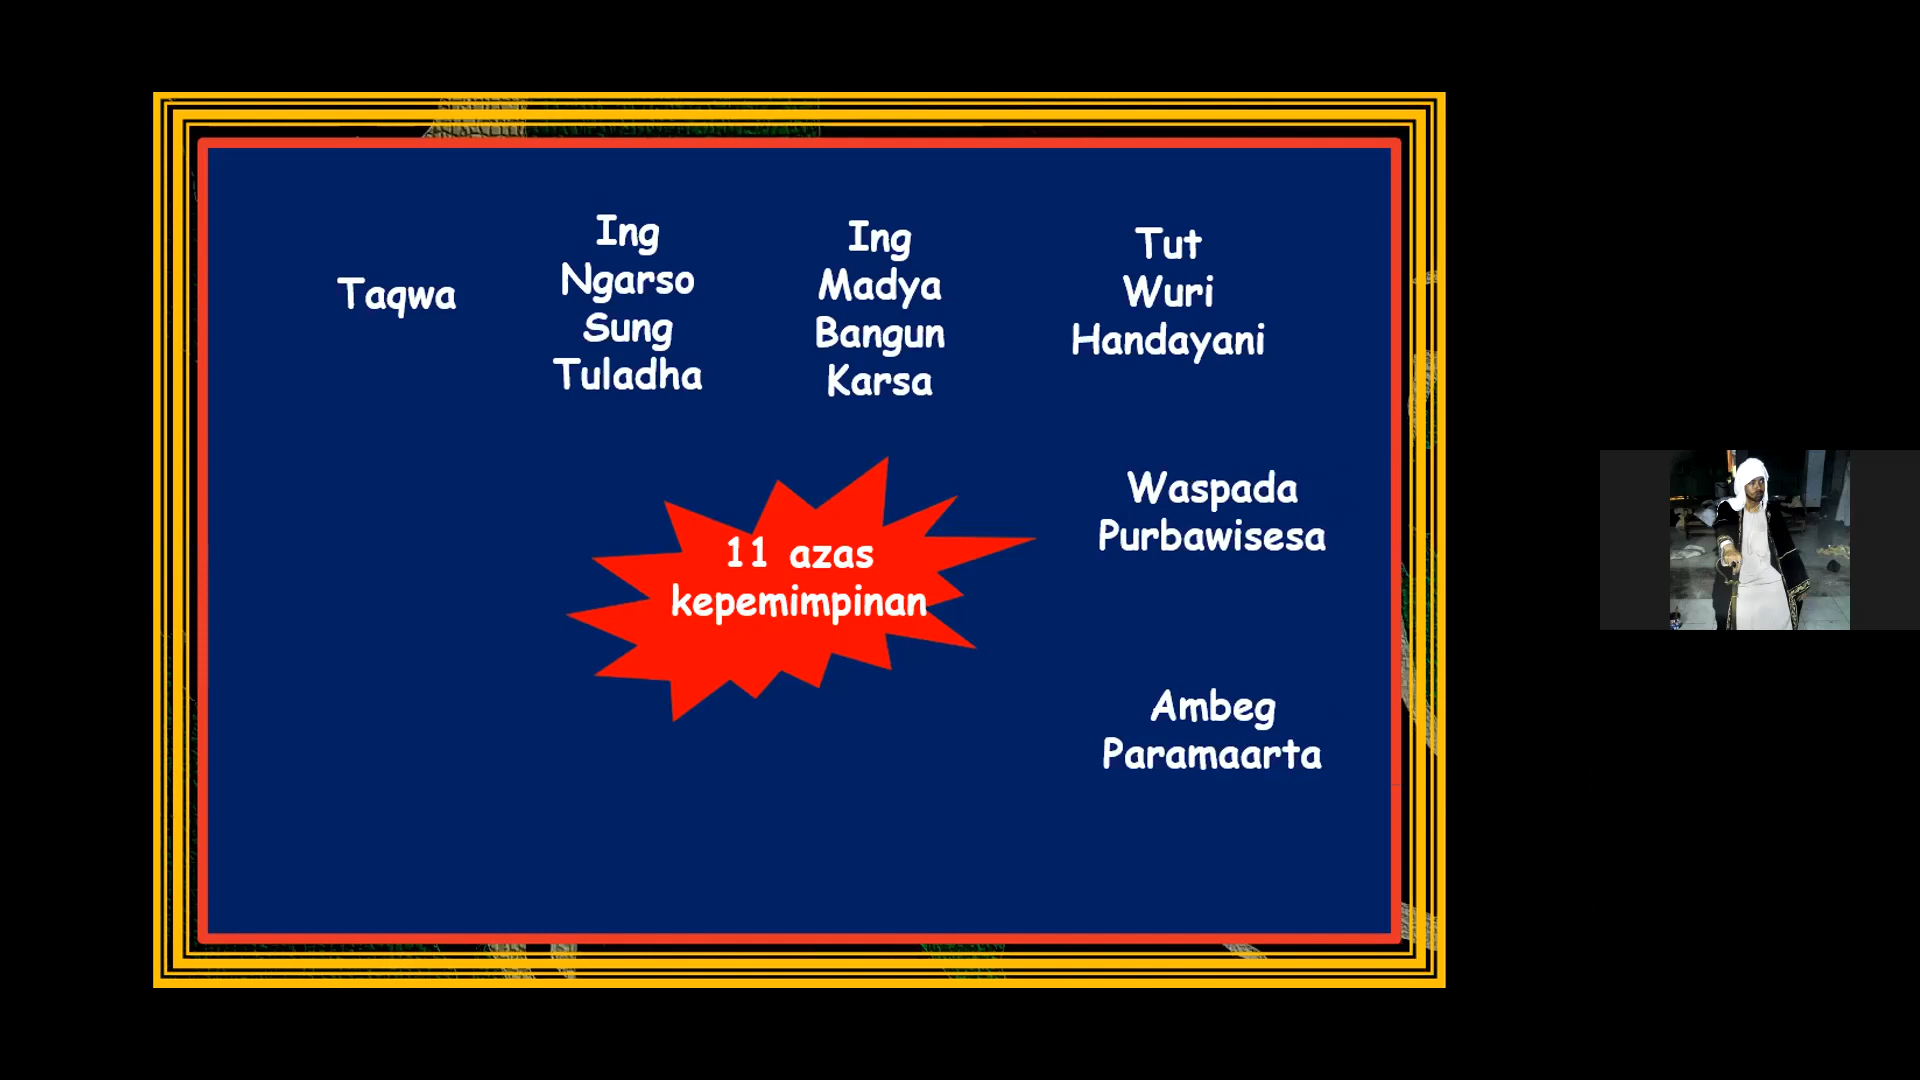 Taqwa
Ing
Ngarso
Sung
Tuladha
Ing
Madya
Bangun
Karsa
Tut
Wuri
Handayani
Waspada
Purbawisesa
11 azas
kepemimpinan
Ambeg
Paramaarta